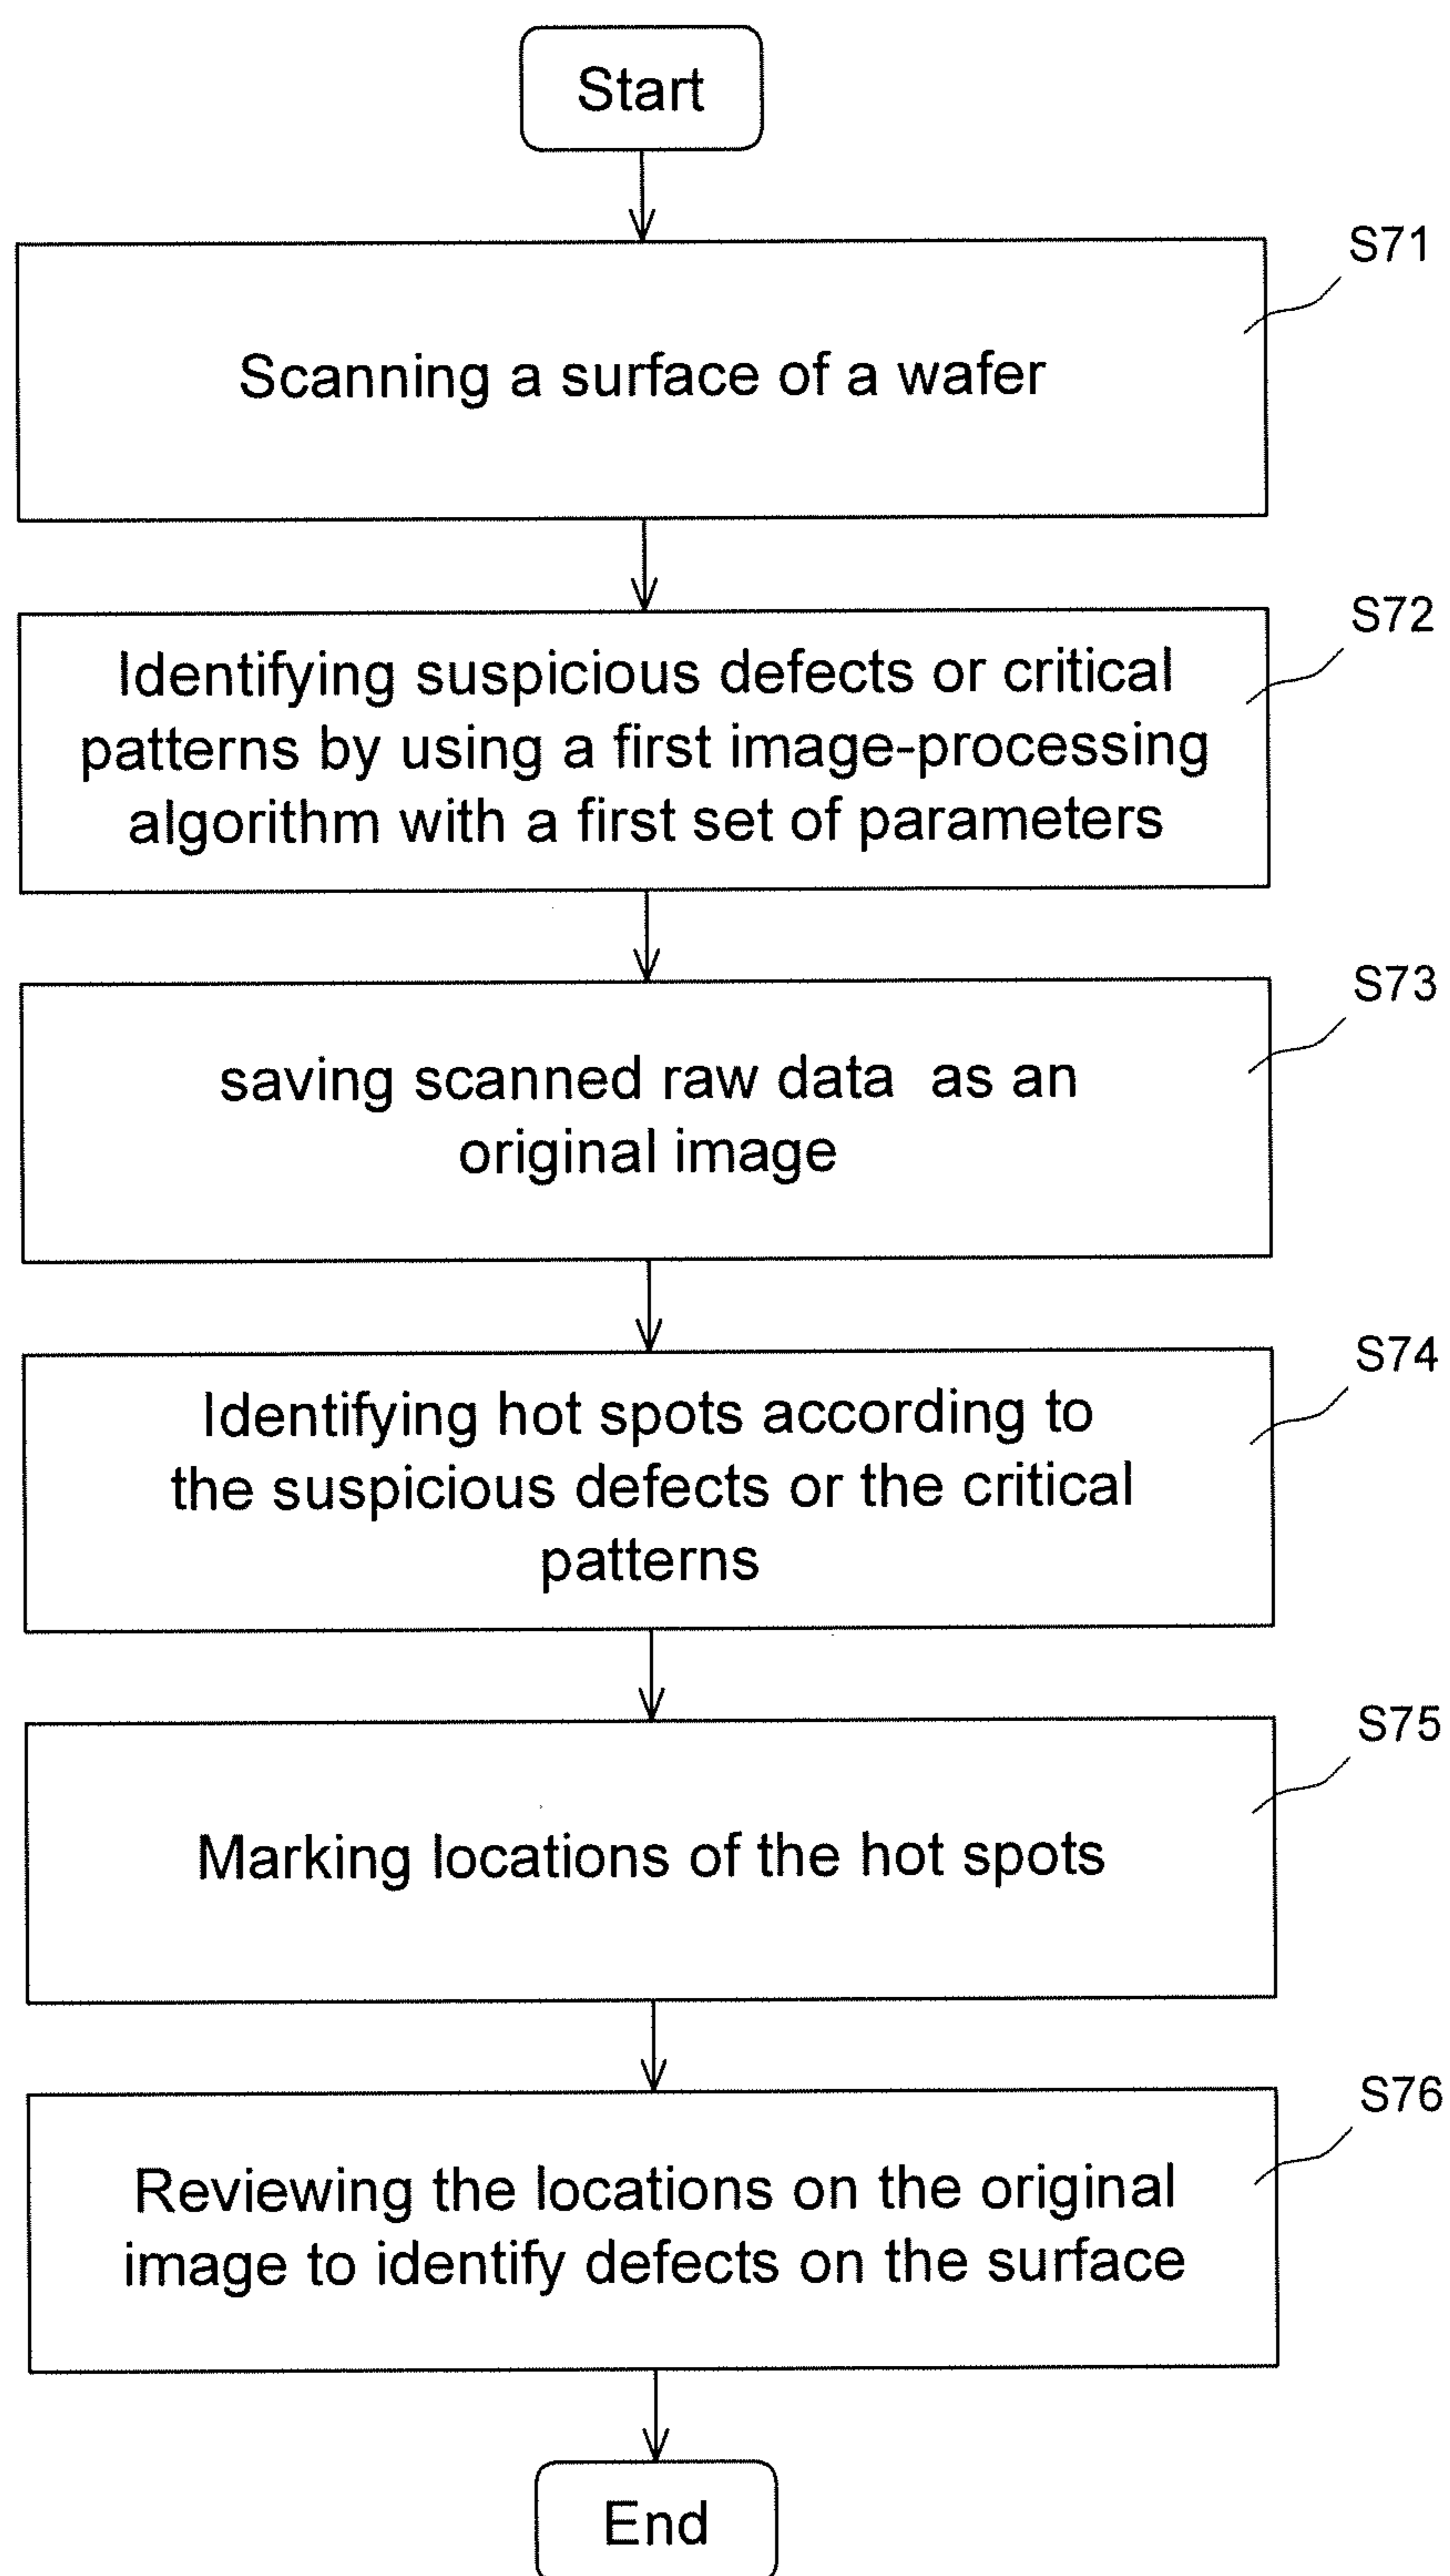 Start
S71
Scanning a surface of a wafer
S72
Identifying suspicious defects or critical
patterns by using a first image-processing
algorithm with a first set of parameters
S73
saving scanned raw data as an
original image
S74
Identifying hot spots according to
the suspicious defects or the critical
patterns
S75
Marking locations of the hot spots
S76
Reviewing the locations on the original
image to identify defects on the surface
End